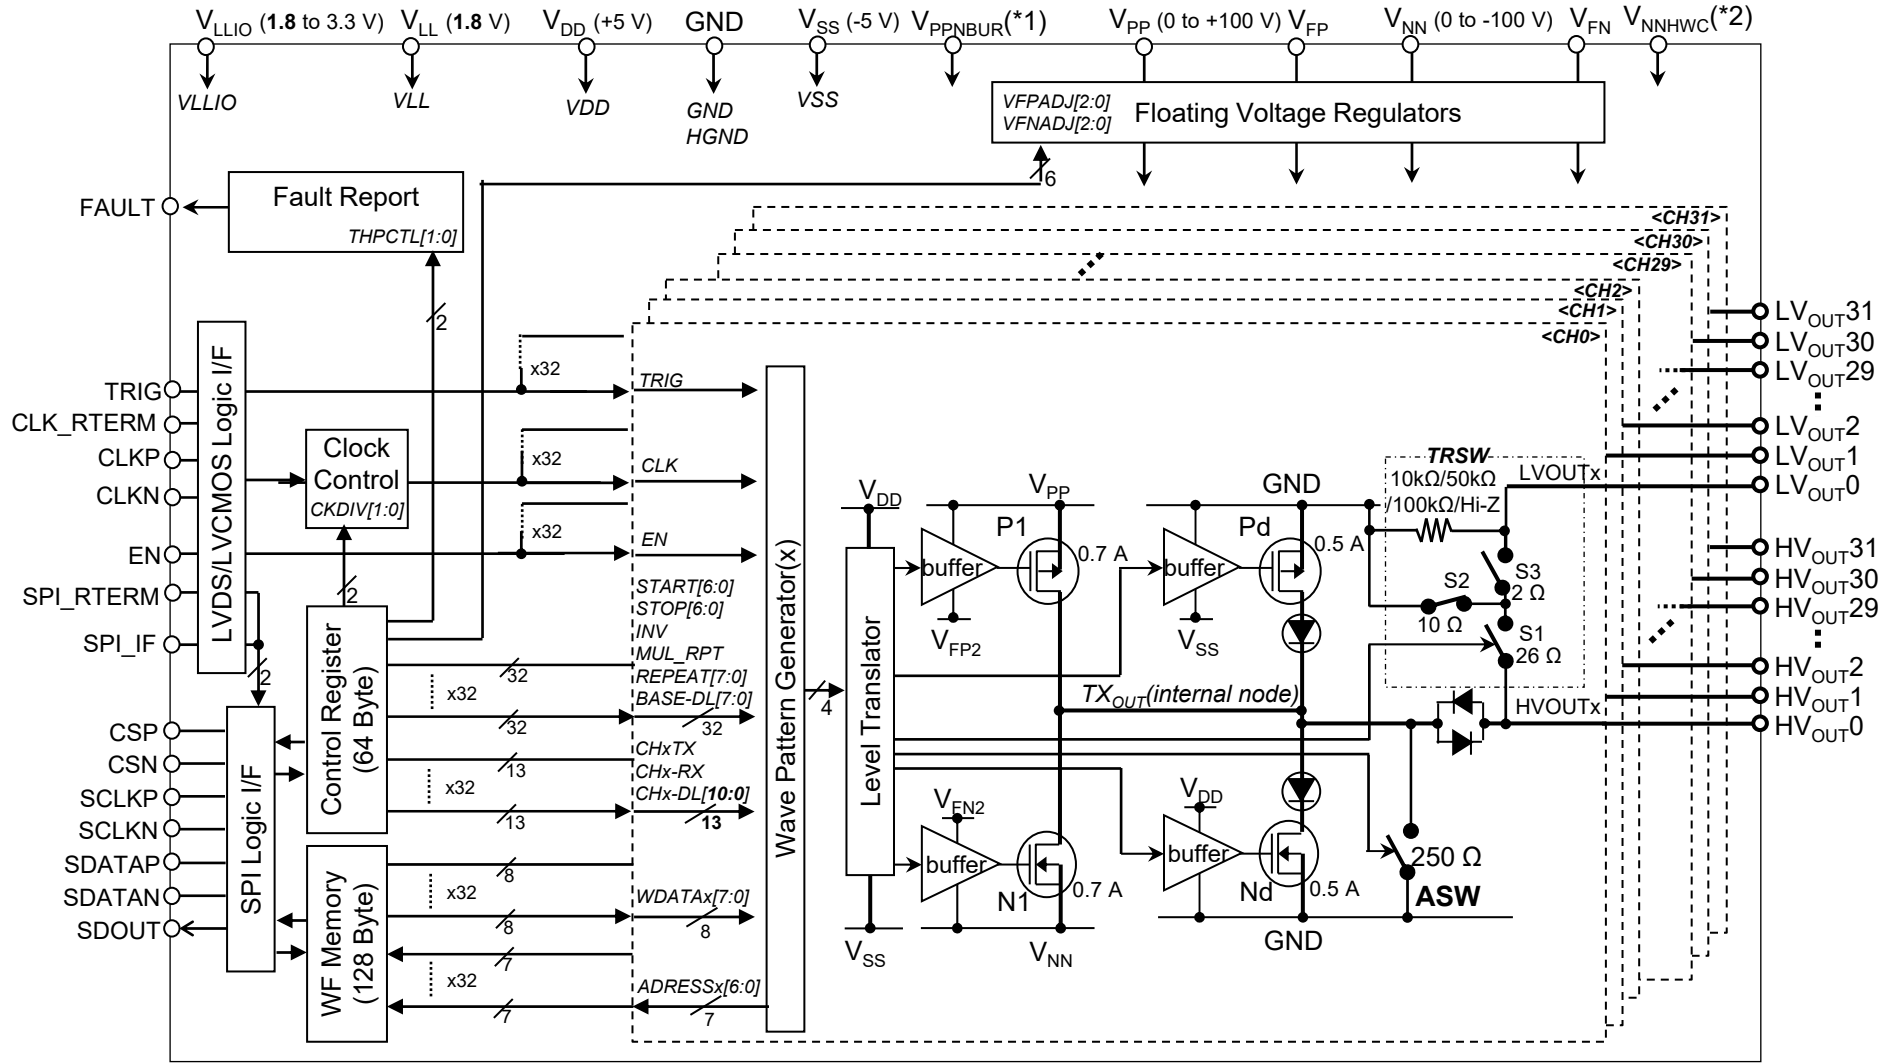 VLLIO (1.8 to 3.3 V)
VLL (1.8 V)
VDD (+5 V)
GND
VSS (-5 V)
VPPNBUR(*1)
VPP (0 to +100 V)
VFP
VNN (0 to -100 V)
VFN
VNNHWC(*2)
VLLIO
VLL
VDD
GND
HGND
VSS
VFPADJ[2:0]
VFNADJ[2:0]
Floating Voltage Regulators
6
FAULT
Fault Report
THPCTL[1:0]
2
<CH31>
<CH30>
<CH29>
<CH2>
<CH1>
<CH0>
LVOUT31
LVOUT30
LVOUT29
LVOUT2
LVOUT1
LVOUT0
HVOUT31
HVOUT30
HVOUT29
HVOUT2
HVOUT1
HVOUT0
TRIG
CLK_RTERM
CLKP
CLKN
EN
SPI_RTERM
SPI_IF
CSP
CSN
SCLKP
SCLKN
SDATAP
SDATAN
SDOUT
LVDS/LVCMOS Logic I/F
2
SPI Logic I/F
Clock
Control
CKDIV[1:0]
2
Control Register
(64 Byte)
WF Memory
(128 Byte)
x32
x32
x32
32
x32
32
13
x32
13
8
x32
8
7
x32
7
TRIG
CLK
EN
START[6:0]
STOP[6:0]
INV
MUL_RPT
REPEAT[7:0]
BASE-DL[7:0]
32
CHxTX
CHx-RX
CHx-DL[10:0]
13
WDATAx[7:0]
8
ADRESSx[6:0]
7
Wave Pattern Generator(x)
4
VDD
Level Translator
VSS
VPP
P1
buffer
0.7 A
VFP2
GND
Pd
buffer
0.5 A
VSS
TXOUT(internal node)
VFN2
buffer
N1
0.7 A
VNN
VDD
buffer
Nd
0.5 A
GND
TRSW
10kΩ/50kΩ
/100kΩ/Hi-Z
LVOUTx
S3
2 Ω
S2
10 Ω
S1
26 Ω
HVOUTx
250 Ω
ASW